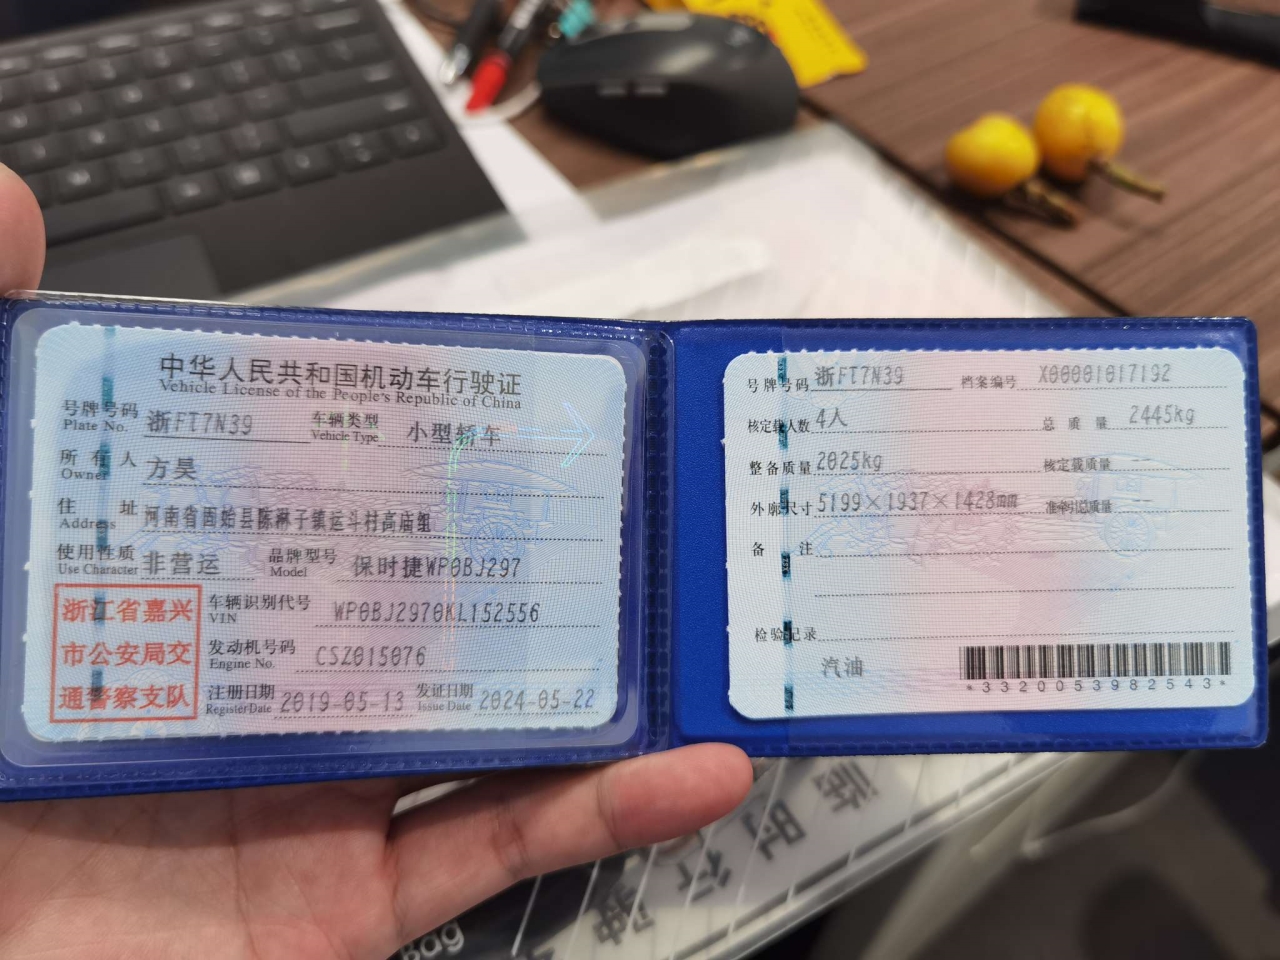 中华人民共和国机动车行驶证
Vehicle License of the People's Republic of China
号牌号码 浙FT7N39 车辆类型 小型轿车
Plate No. Vehicle Type
所有人 方昊
Owner
住址 河南省固始县陈淋子镇运斗村高庙组
Address
使用性质 非营运 品牌型号 保时捷WP0BJ297
Use Character Model
浙江省嘉兴
市公安局交
通警察支队
车辆识别代号 WP0BJ2970KL152556
VIN
发动机号码 CSZ015076
Engine No.
注册日期 2019-05-13 发证日期 2024-05-22
Register Date Issue Date
号牌号码 浙FT7N39 档案编号 X00001017192
核定载人数 4人 总质量 2445kg
整备质量 2025kg 核定载质量 --
外廓尺寸 5199×1937×1428mm 准牵引总质量 --
备注
检验记录
汽油
*3320053982543*
临时行驶
Bag